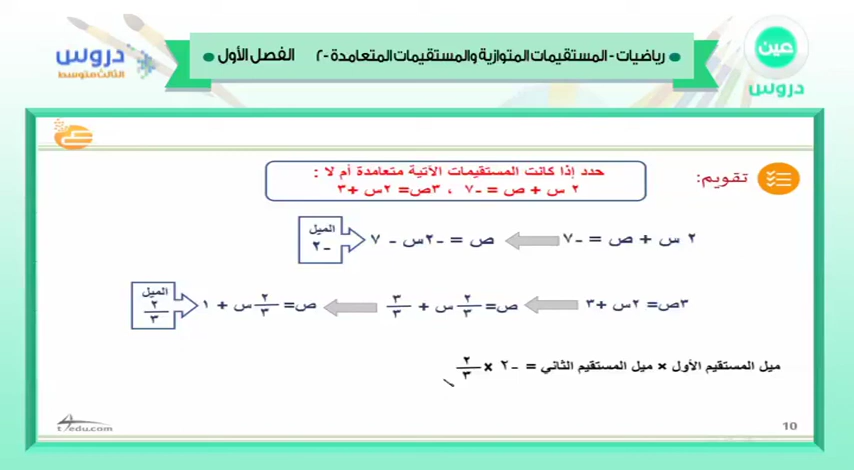 عين
دروس
رياضيات - المستقيمات المتوازية والمستقيمات المتعامدة -٢ الفصل الأول
دروس
الثالث متوسط
تقويم:
حدد إذا كانت المستقيمات الآتية متعامدة أم لا :
٢ س + ص = -٧ ، ٣ص= ٢س +٣
٢ س + ص = -٧
ص = -٢س - ٧
الميل
-٢
٣ص= ٢س +٣
ص= ٢/٣ س + ٣/٣
ص= ٢/٣ س + ١
الميل
٢/٣
ميل المستقيم الأول × ميل المستقيم الثاني = -٢ × ٢/٣
t4edu.com
10